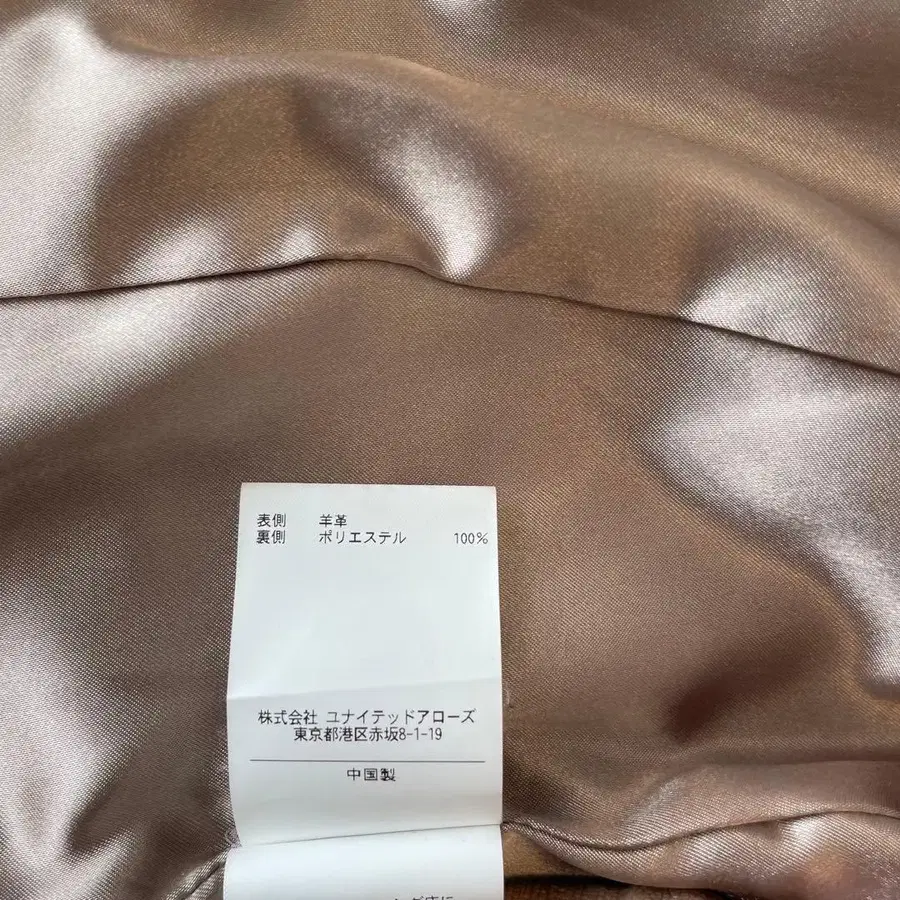 表側 羊革
裏側 ポリエステル 100%
株式会社 ユナイテッドアローズ
東京都港区赤坂8-1-19
中国製